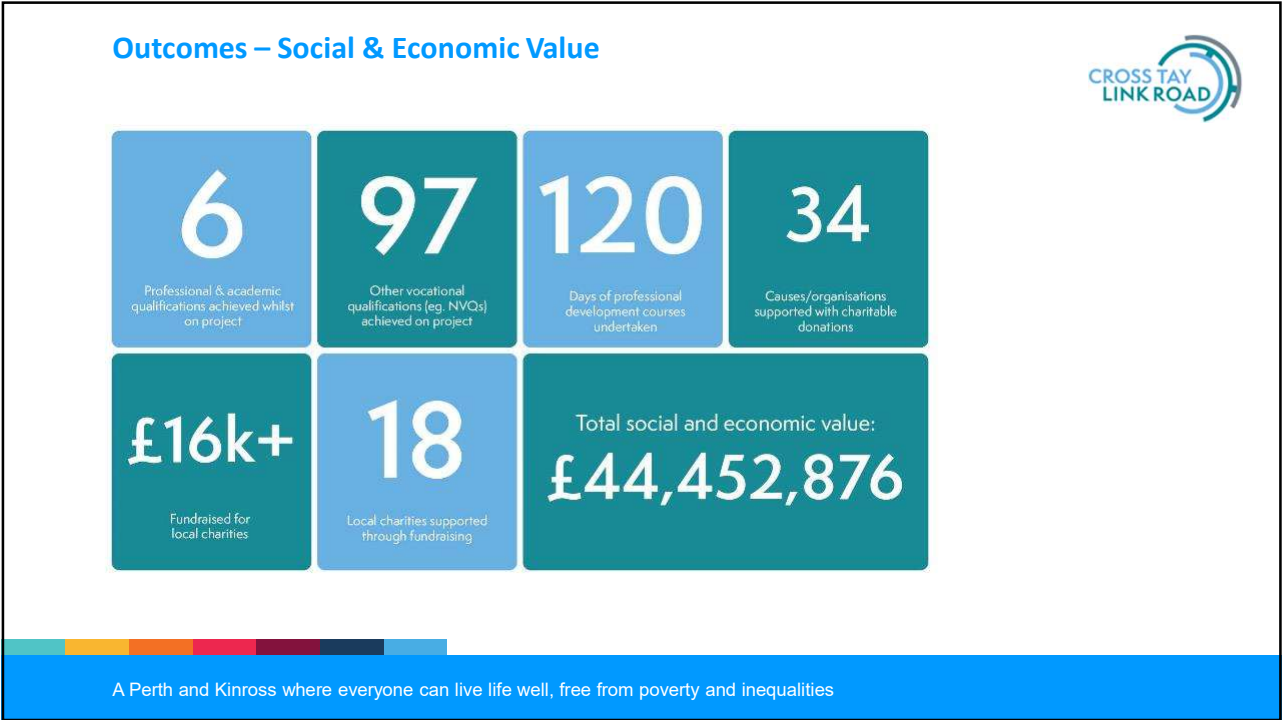 Outcomes – Social & Economic Value
CROSS TAY
LINK ROAD
6
Professional & academic
qualifications achieved whilst
on project
97
Other vocational
qualifications (eg. NVQs)
achieved on project
120
Days of professional
development courses
undertaken
34
Causes/organisations
supported with charitable
donations
£16k+
Fundraised for
local charities
18
Local charities supported
through fundraising
Total social and economic value:
£44,452,876
A Perth and Kinross where everyone can live life well, free from poverty and inequalities